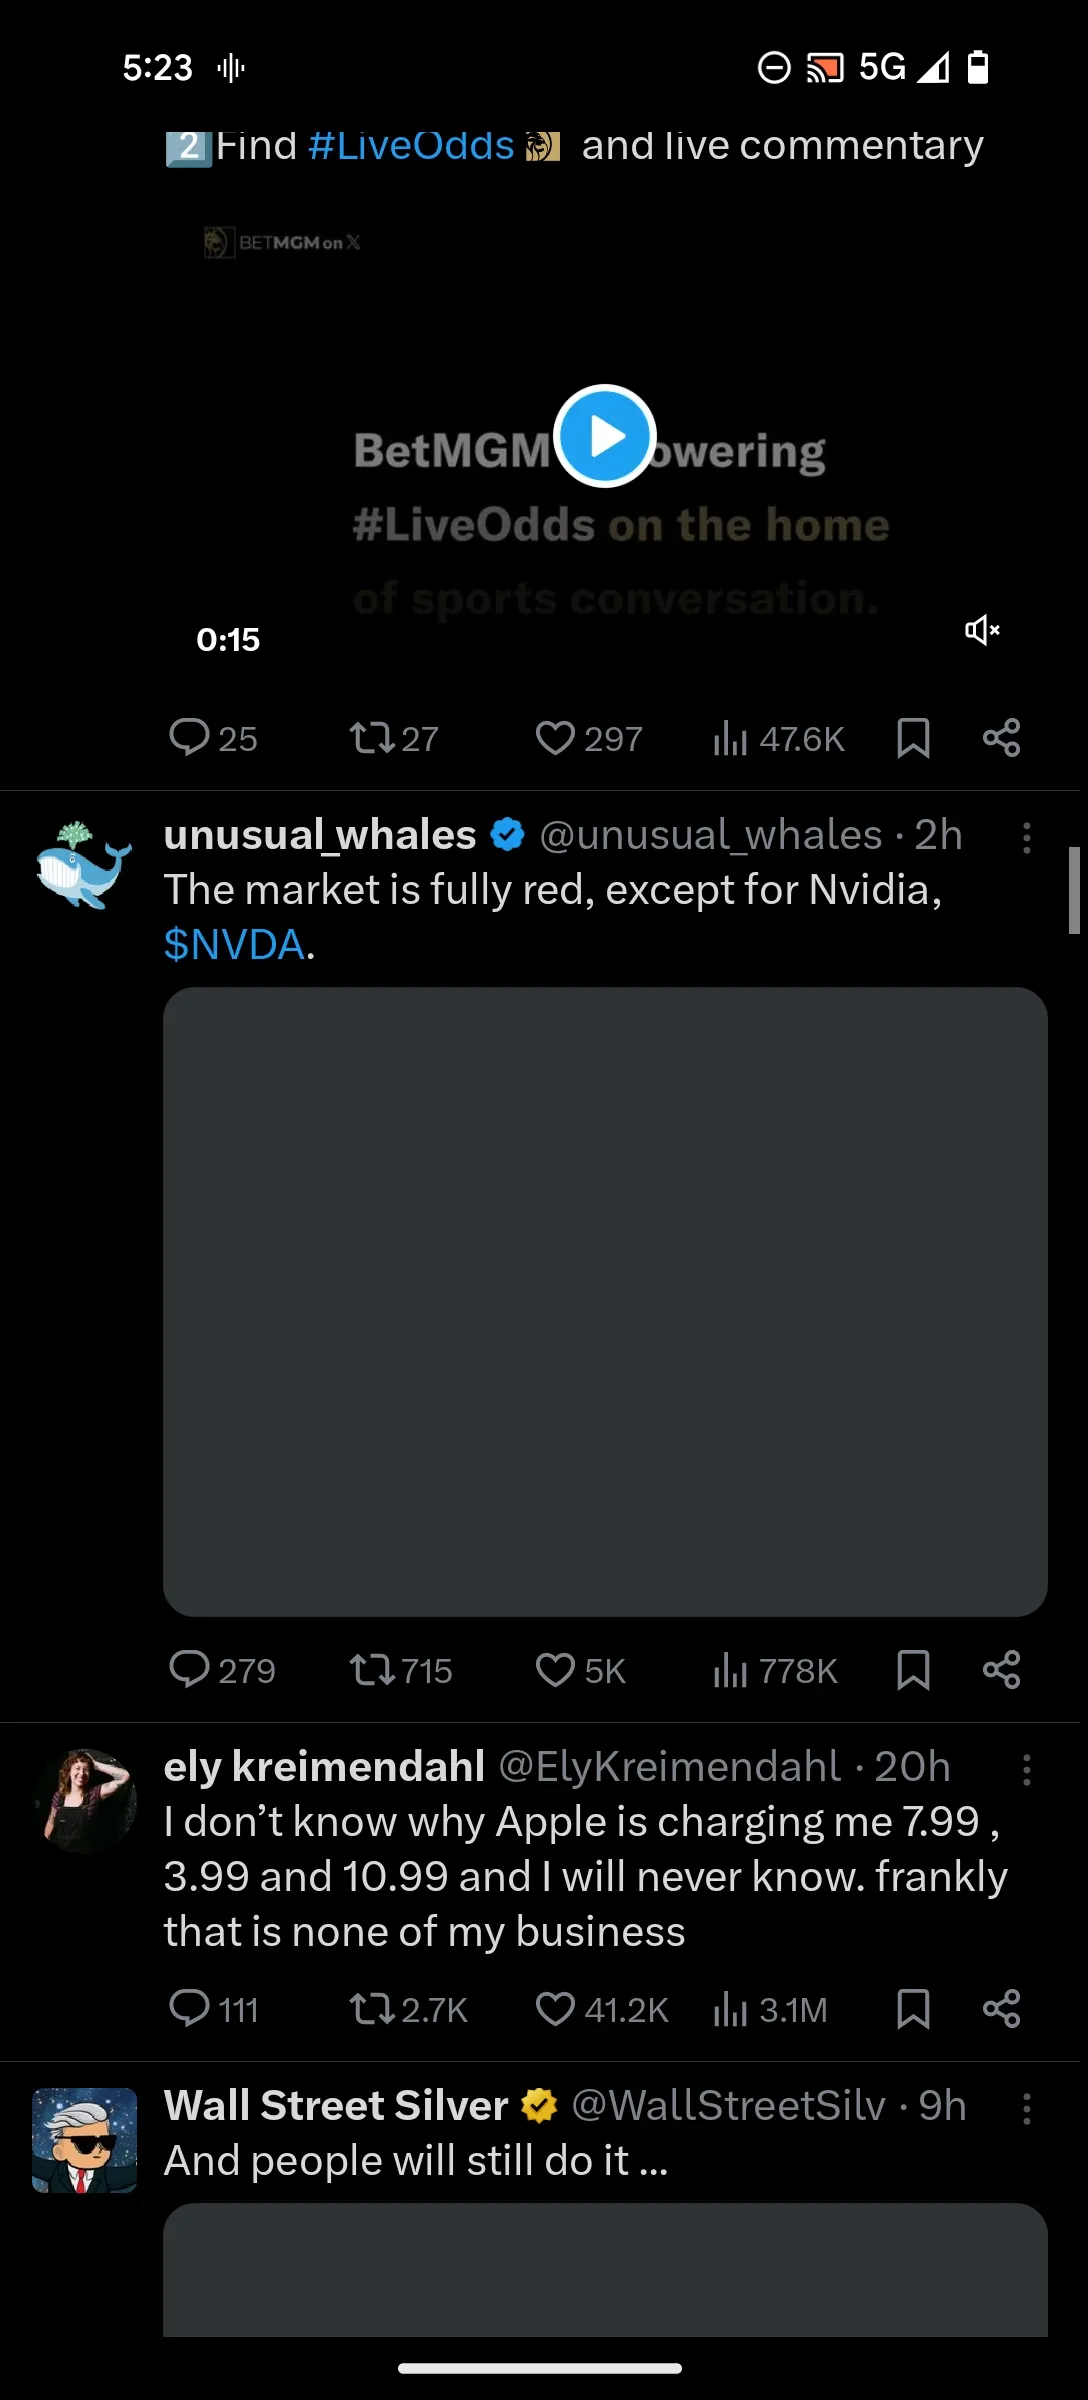 5:23 5G
2 Find #LiveOdds and live commentary
BETMGM on X
BetMGM owering
#LiveOdds on the home
of sports conversation.
0:15
25 27 297 47.6K
unusual_whales @unusual_whales · 2h
The market is fully red, except for Nvidia,
$NVDA.
279 715 5K 778K
ely kreimendahl @ElyKreimendahl · 20h
I don’t know why Apple is charging me 7.99 ,
3.99 and 10.99 and I will never know. frankly
that is none of my business
111 2.7K 41.2K 3.1M
Wall Street Silver @WallStreetSilv · 9h
And people will still do it ...